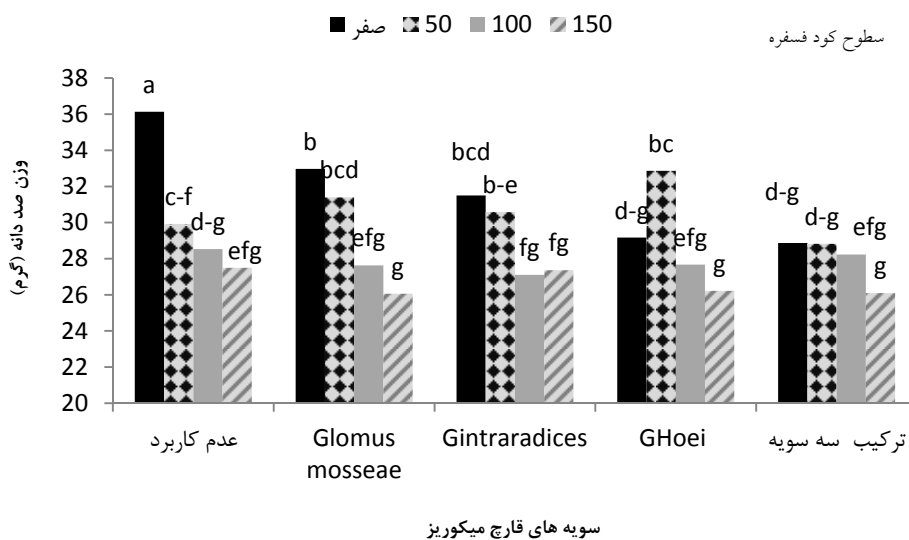 صفر 50 100 150
سطوح کود فسفره
وزن صد دانه (گرم)
38
36
34
32
30
28
26
24
22
20
a
c-f
d-g
efg
b
bcd
efg
g
bcd
b-e
fg
fg
d-g
bc
efg
g
d-g
d-g
efg
g
عدم کاربرد
Glomus
mosseae
Gintraradices
GHoei
ترکیب سه سویه
سویه های قارچ میکوریز